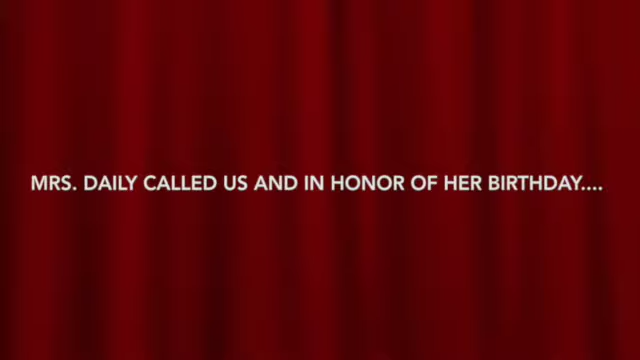 MRS. DAILY CALLED US AND IN HONOR OF HER BIRTHDAY....